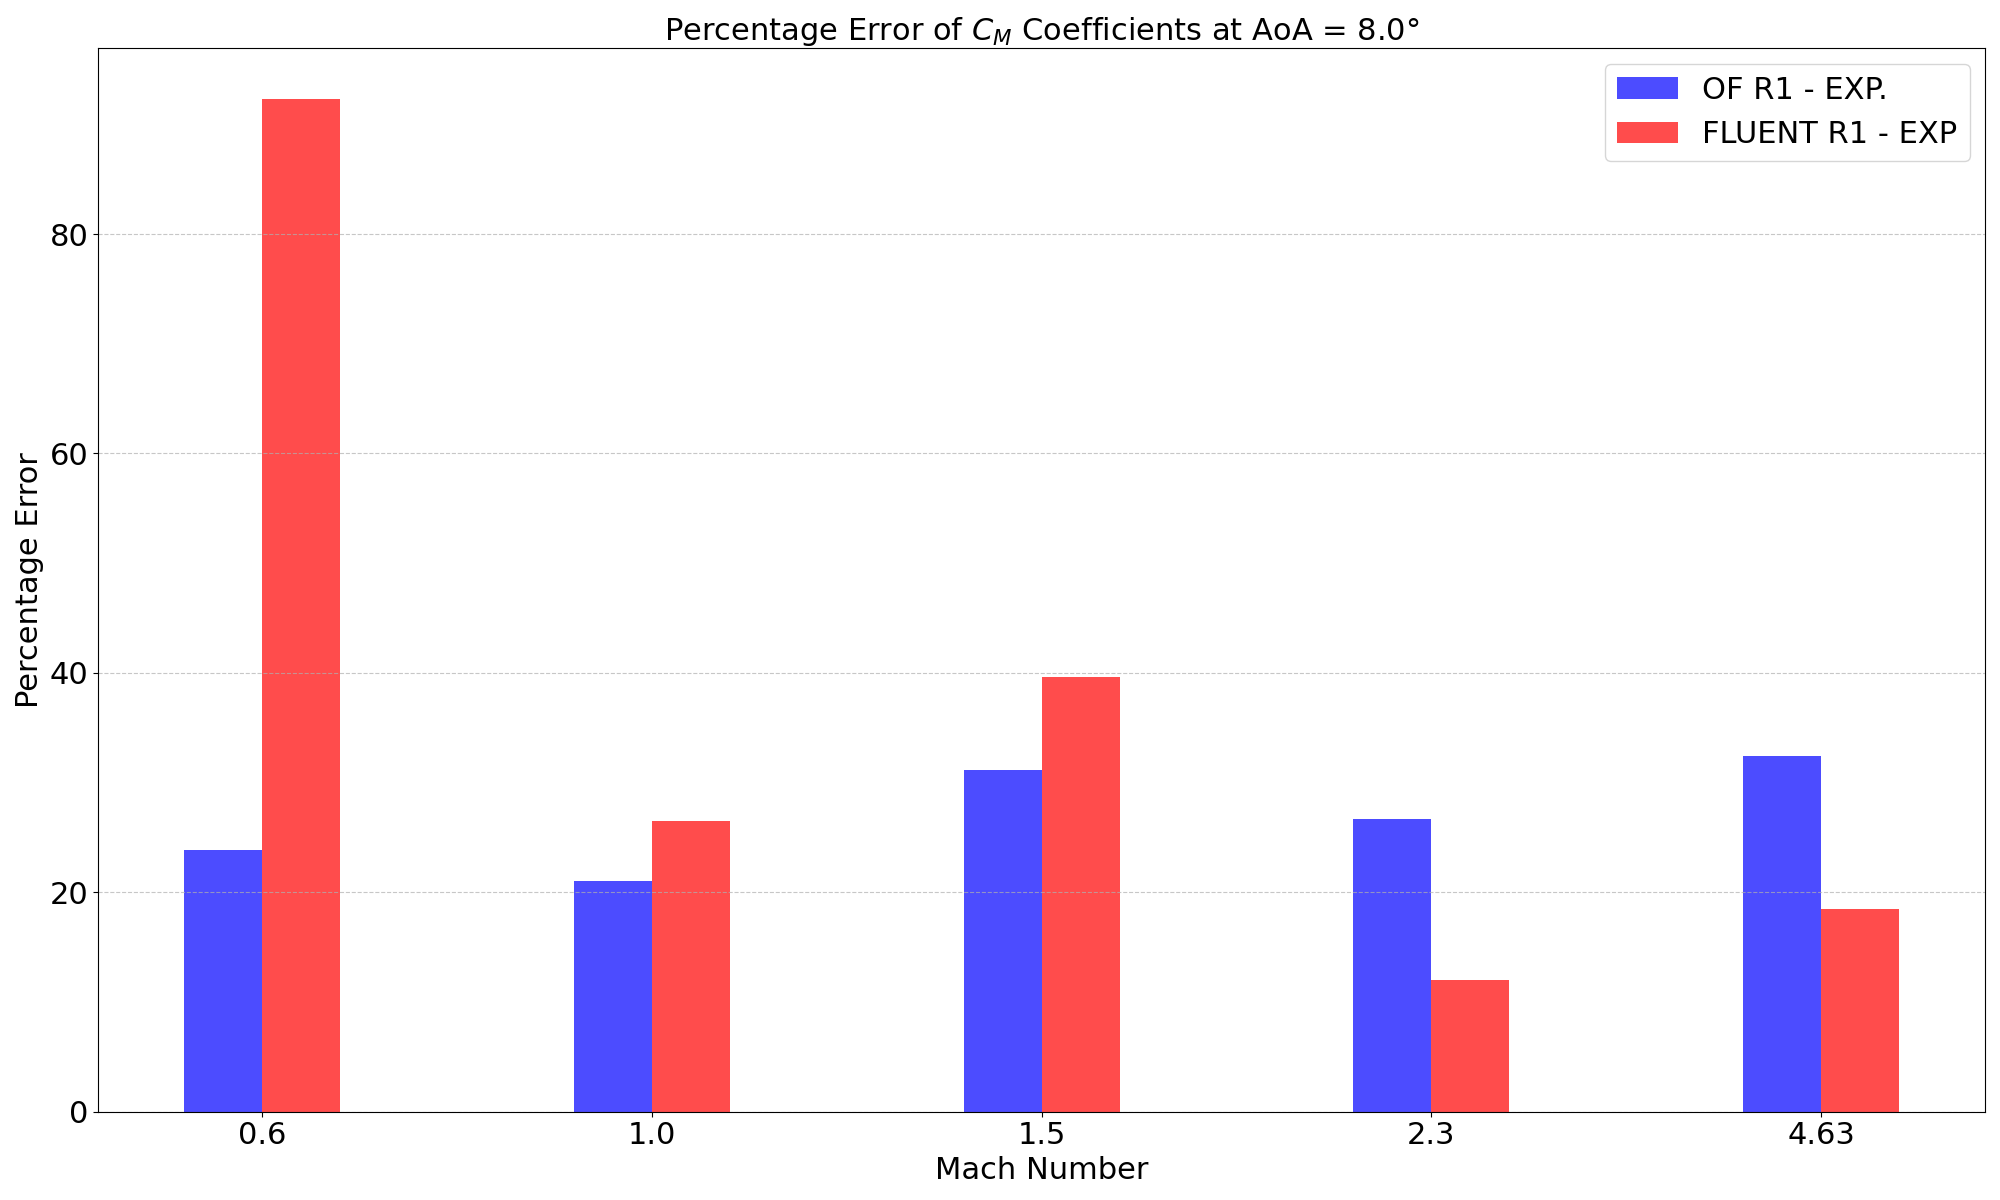 Percentage Error of C_M Coefficients at AoA = 8.0°
OF R1 - EXP.
FLUENT R1 - EXP
Percentage Error
80
60
40
20
0
0.6 1.0 1.5 2.3 4.63
Mach Number